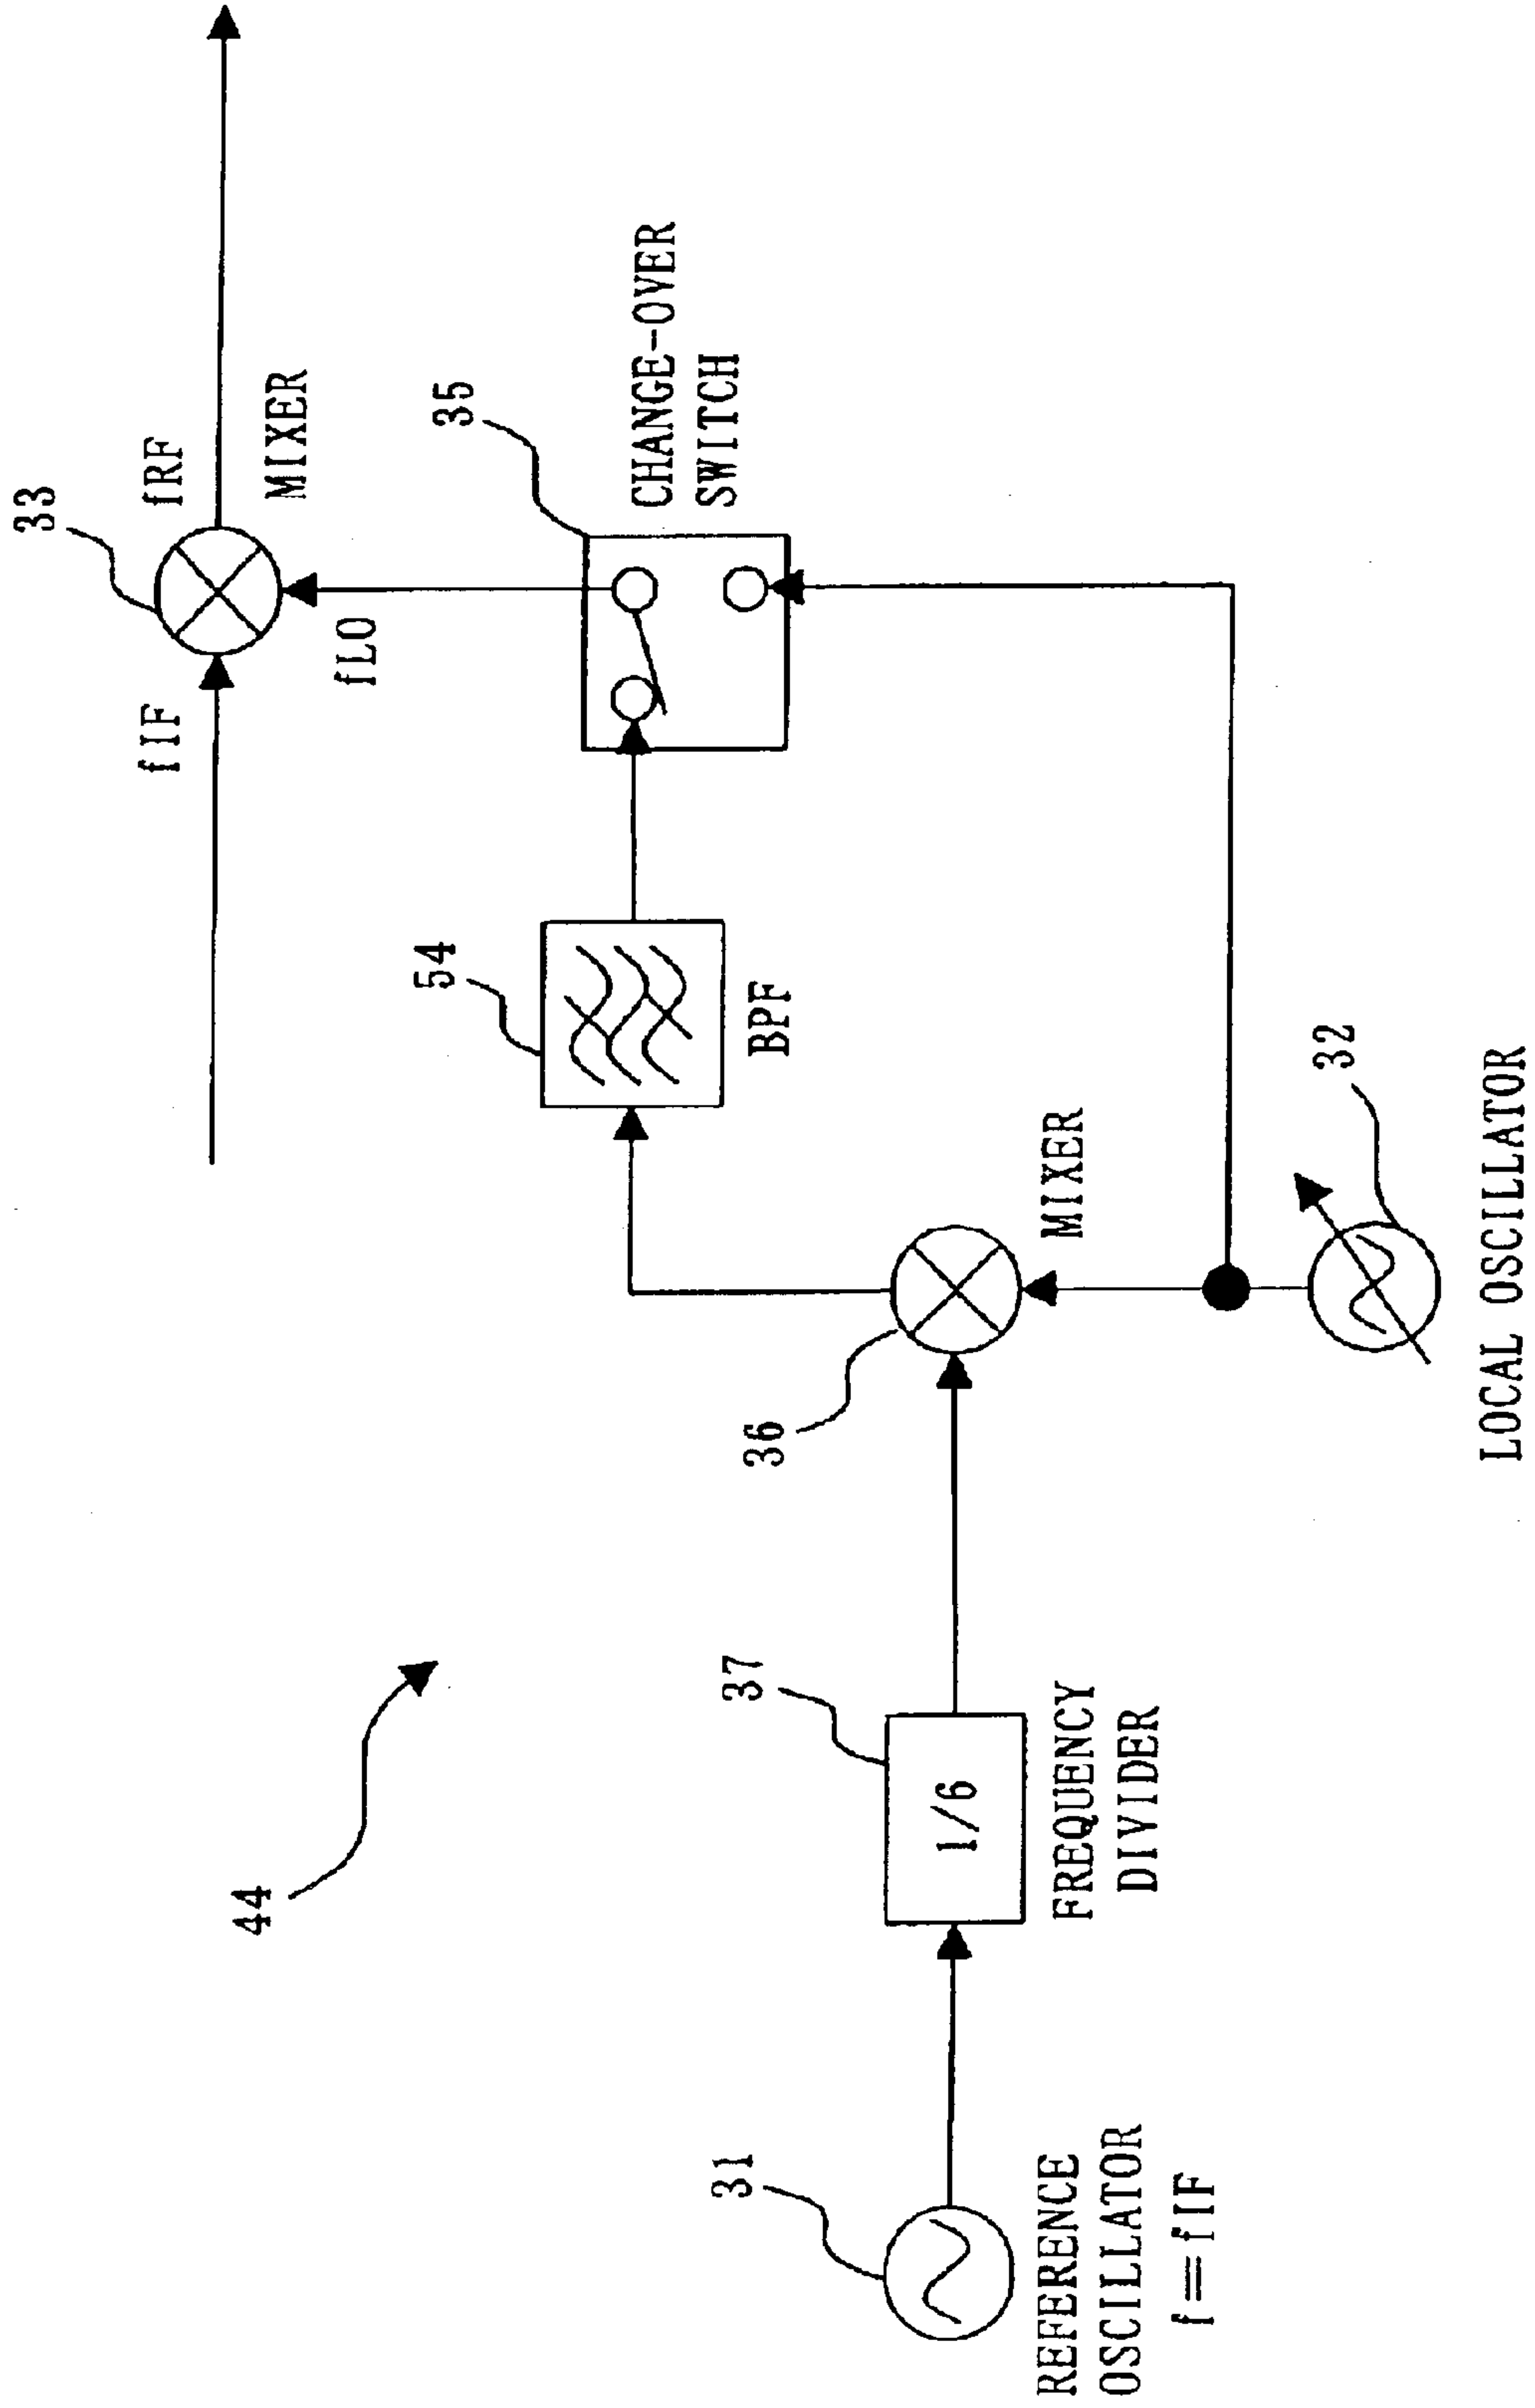 33
fIF
fRF
MIXER
fLO
35
CHANGE-OVER
SWITCH
54
BPF
44
36
MIXER
37
1/6
FREQUENCY
DIVIDER
31
REFERENCE
OSCILLATOR
f=fIF
32
LOCAL OSCILLATOR